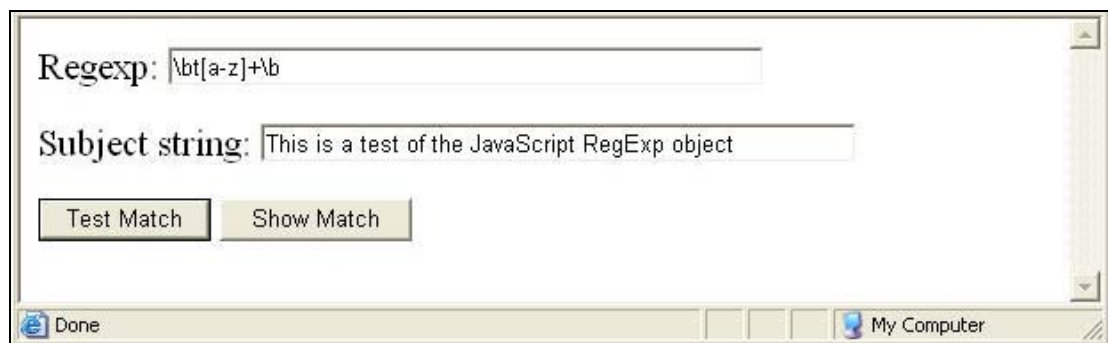 Regexp: \bt[a-z]+\b
Subject string: This is a test of the JavaScript RegExp object
Test Match Show Match
Done My Computer